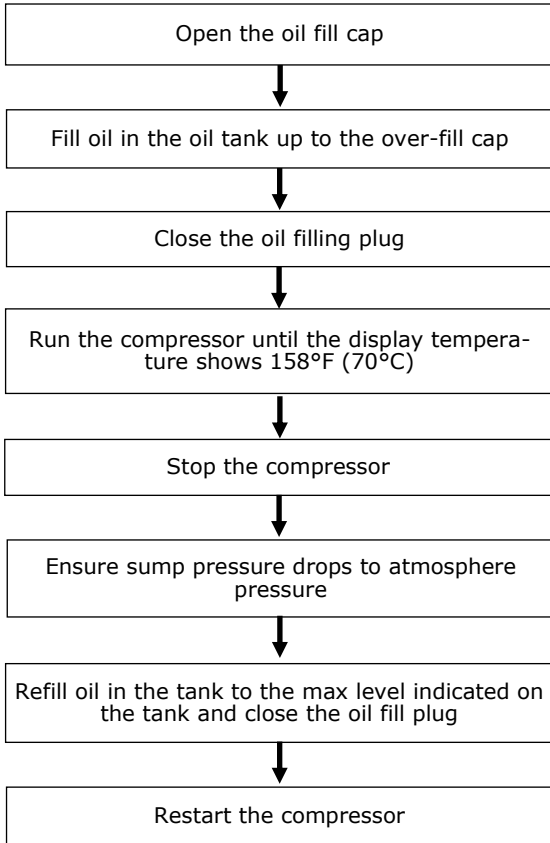 Open the oil fill cap
Fill oil in the oil tank up to the over-fill cap
Close the oil filling plug
Run the compressor until the display tempera-
ture shows 158°F (70°C)
Stop the compressor
Ensure sump pressure drops to atmosphere
pressure
Refill oil in the tank to the max level indicated on
the tank and close the oil fill plug
Restart the compressor